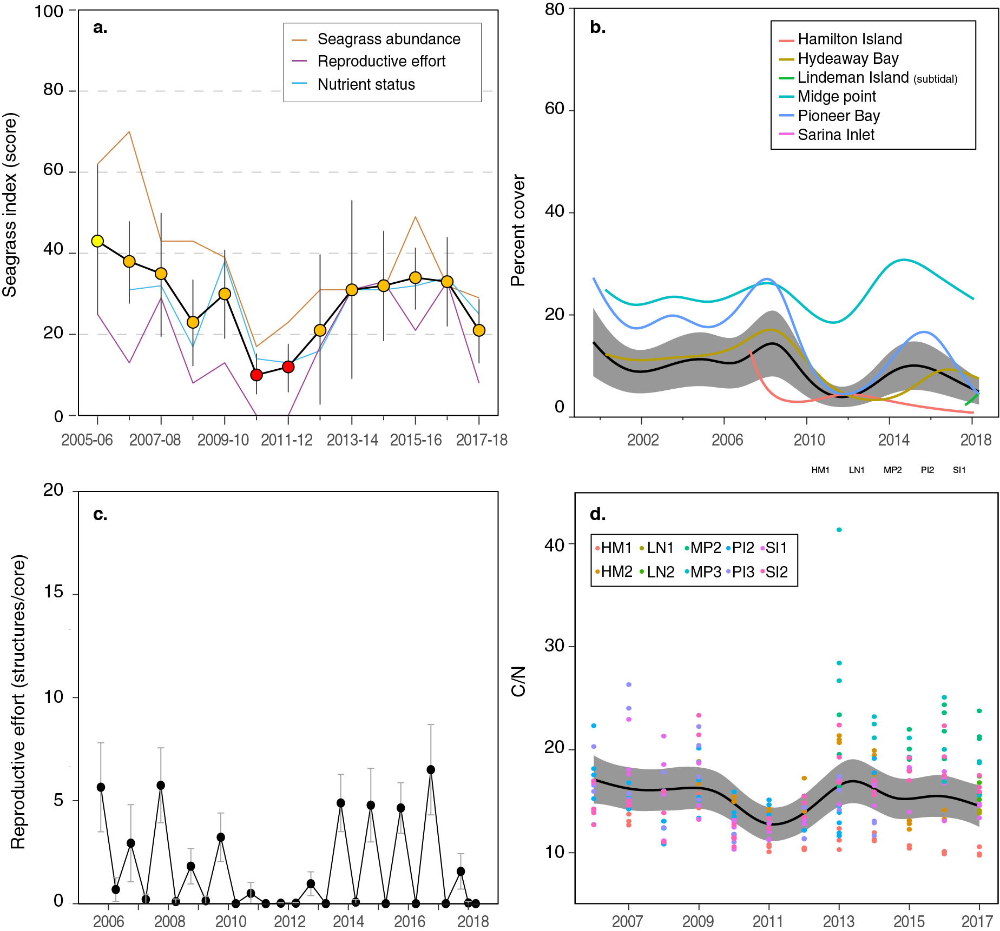 a.
Seagrass abundance
Reproductive effort
Nutrient status
Seagrass index (score)
100
80
60
40
20
0
2005-06 2007-08 2009-10 2011-12 2013-14 2015-16 2017-18
b.
Hamilton Island
Hydeaway Bay
Lindeman Island (subtidal)
Midge point
Pioneer Bay
Sarina Inlet
Percent cover
80
60
40
20
0
2002 2006 2010 2014 2018
HM1 LN1 MP2 PI2 SI1
c.
Reproductive effort (structures/core)
20
15
10
5
0
2006 2008 2010 2012 2014 2016 2018
d.
HM1 LN1 MP2 PI2 SI1
HM2 LN2 MP3 PI3 SI2
C/N
40
30
20
10
2007 2009 2011 2013 2015 2017